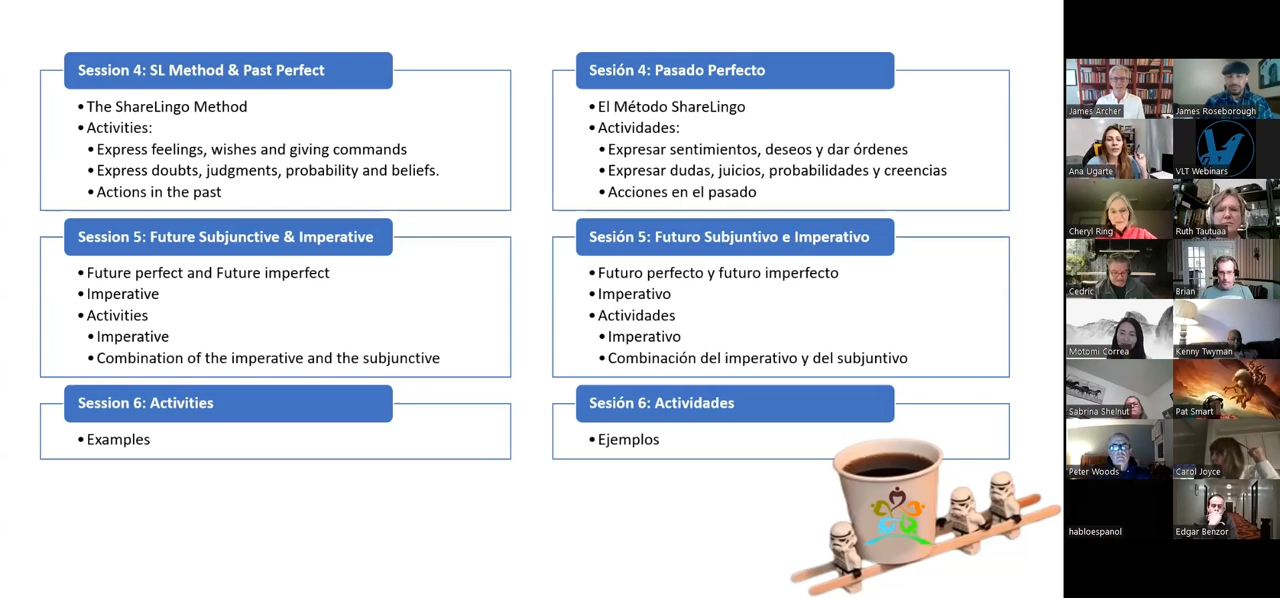 Session 4: SL Method & Past Perfect
•The ShareLingo Method
•Activities:
•Express feelings, wishes and giving commands
•Express doubts, judgments, probability and beliefs.
•Actions in the past
Session 5: Future Subjunctive & Imperative
•Future perfect and Future imperfect
•Imperative
•Activities
•Imperative
•Combination of the imperative and the subjunctive
Session 6: Activities
•Examples
Sesión 4: Pasado Perfecto
•El Método ShareLingo
•Actividades:
•Expresar sentimientos, deseos y dar órdenes
•Expresar dudas, juicios, probabilidades y creencias
•Acciones en el pasado
Sesión 5: Futuro Subjuntivo e Imperativo
•Futuro perfecto y futuro imperfecto
•Imperativo
•Actividades
•Imperativo
•Combinación del imperativo y del subjuntivo
Sesión 6: Actividades
•Ejemplos
James Archer
James Roseborough
Ana Ugarte
VLT Webinars
Cheryl Ring
Ruth Tautuaa
Cedric
Brian
Motomi Correa
Kenny Twyman
Sabrina Shelnut
Pat Smart
Peter Woods
Carol Joyce
habloespanol
Edgar Benzor